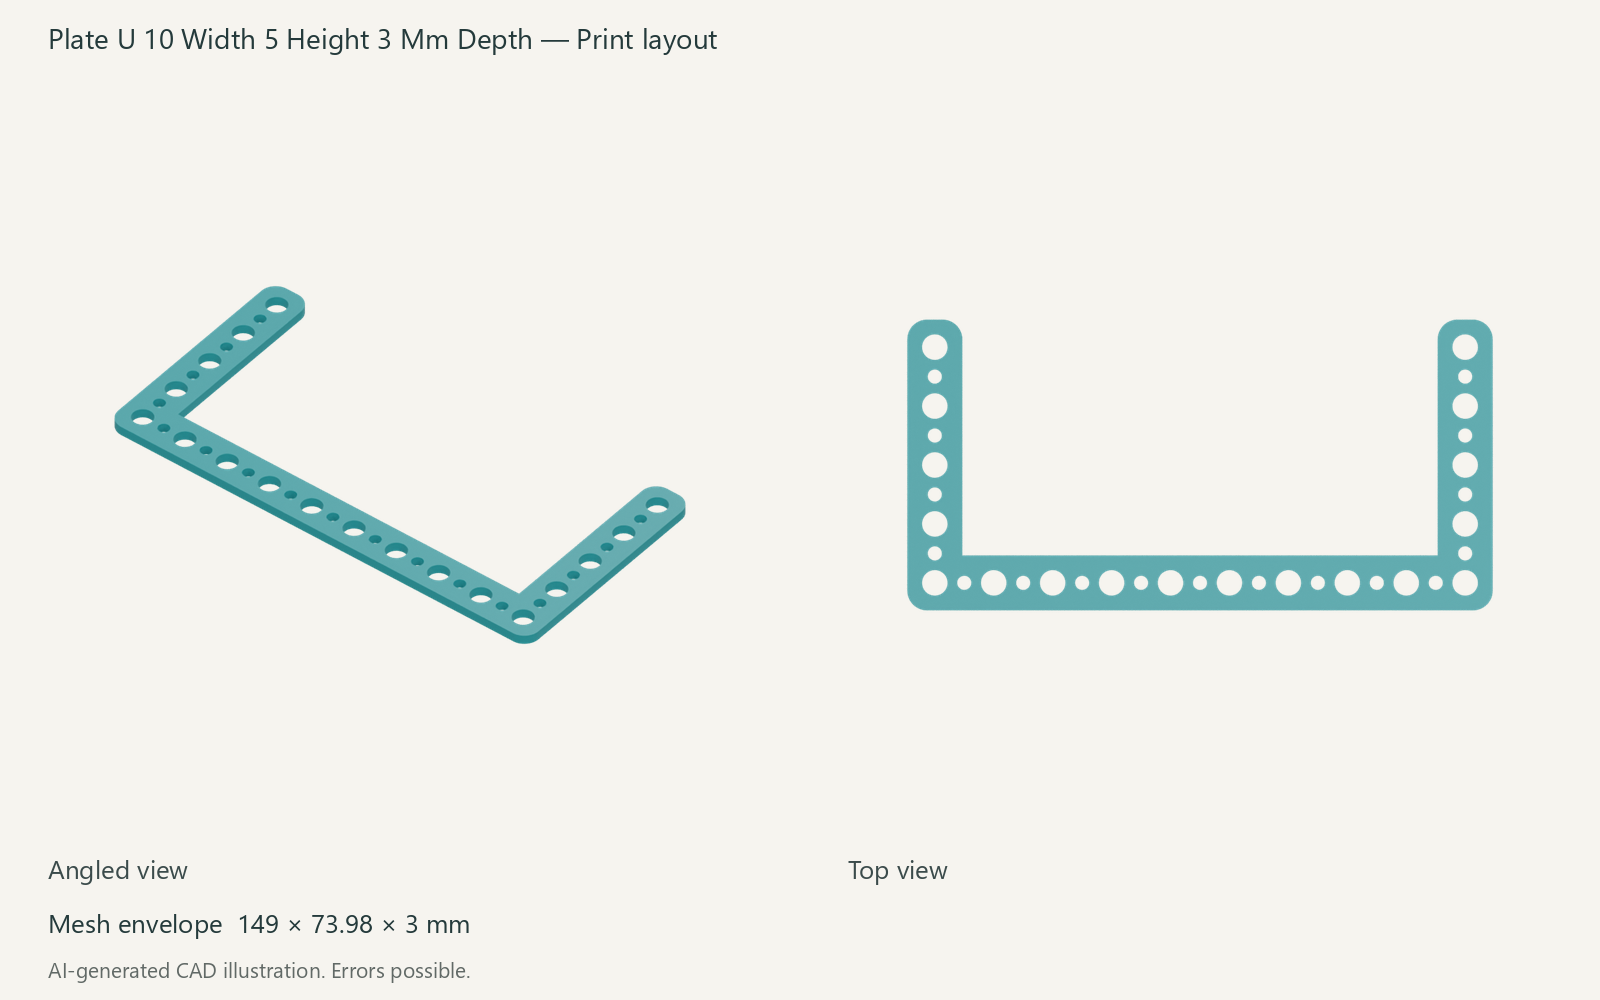 Plate U 10 Width 5 Height 3 Mm Depth — Print layout
Angled view
Top view
Mesh envelope 149 × 73.98 × 3 mm
AI-generated CAD illustration. Errors possible.